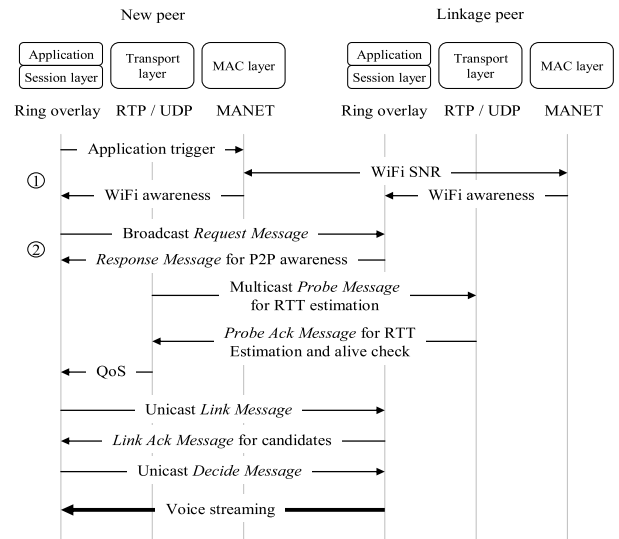 New peer
Linkage peer
Application
Session layer
Transport
layer
MAC layer
Application
Session layer
Transport
layer
MAC layer
Ring overlay
RTP / UDP
MANET
Ring overlay
RTP / UDP
MANET
Application trigger
WiFi SNR
①
WiFi awareness
WiFi awareness
Broadcast Request Message
②
Response Message for P2P awareness
Multicast Probe Message
for RTT estimation
Probe Ack Message for RTT
Estimation and alive check
QoS
Unicast Link Message
Link Ack Message for candidates
Unicast Decide Message
Voice streaming